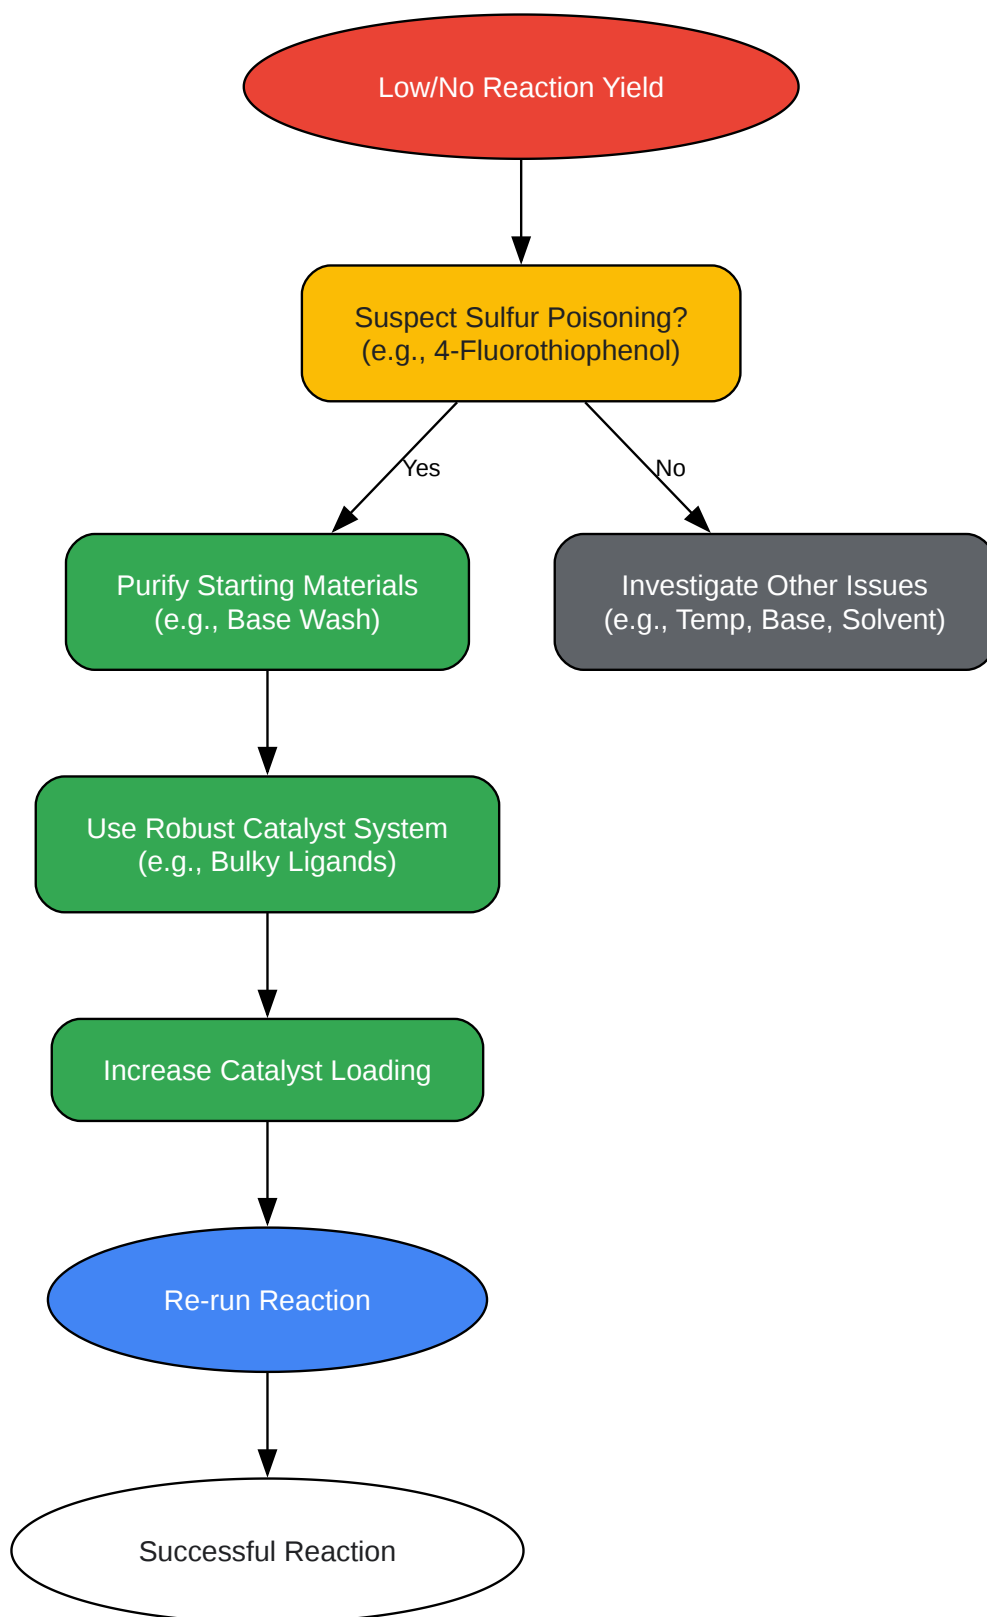 Low/No Reaction Yield
Suspect Sulfur Poisoning?
(e.g., 4-Fluorothiophenol)
Yes
No
Purify Starting Materials
(e.g., Base Wash)
Investigate Other Issues
(e.g., Temp, Base, Solvent)
Use Robust Catalyst System
(e.g., Bulky Ligands)
Increase Catalyst Loading
Re-run Reaction
Successful Reaction